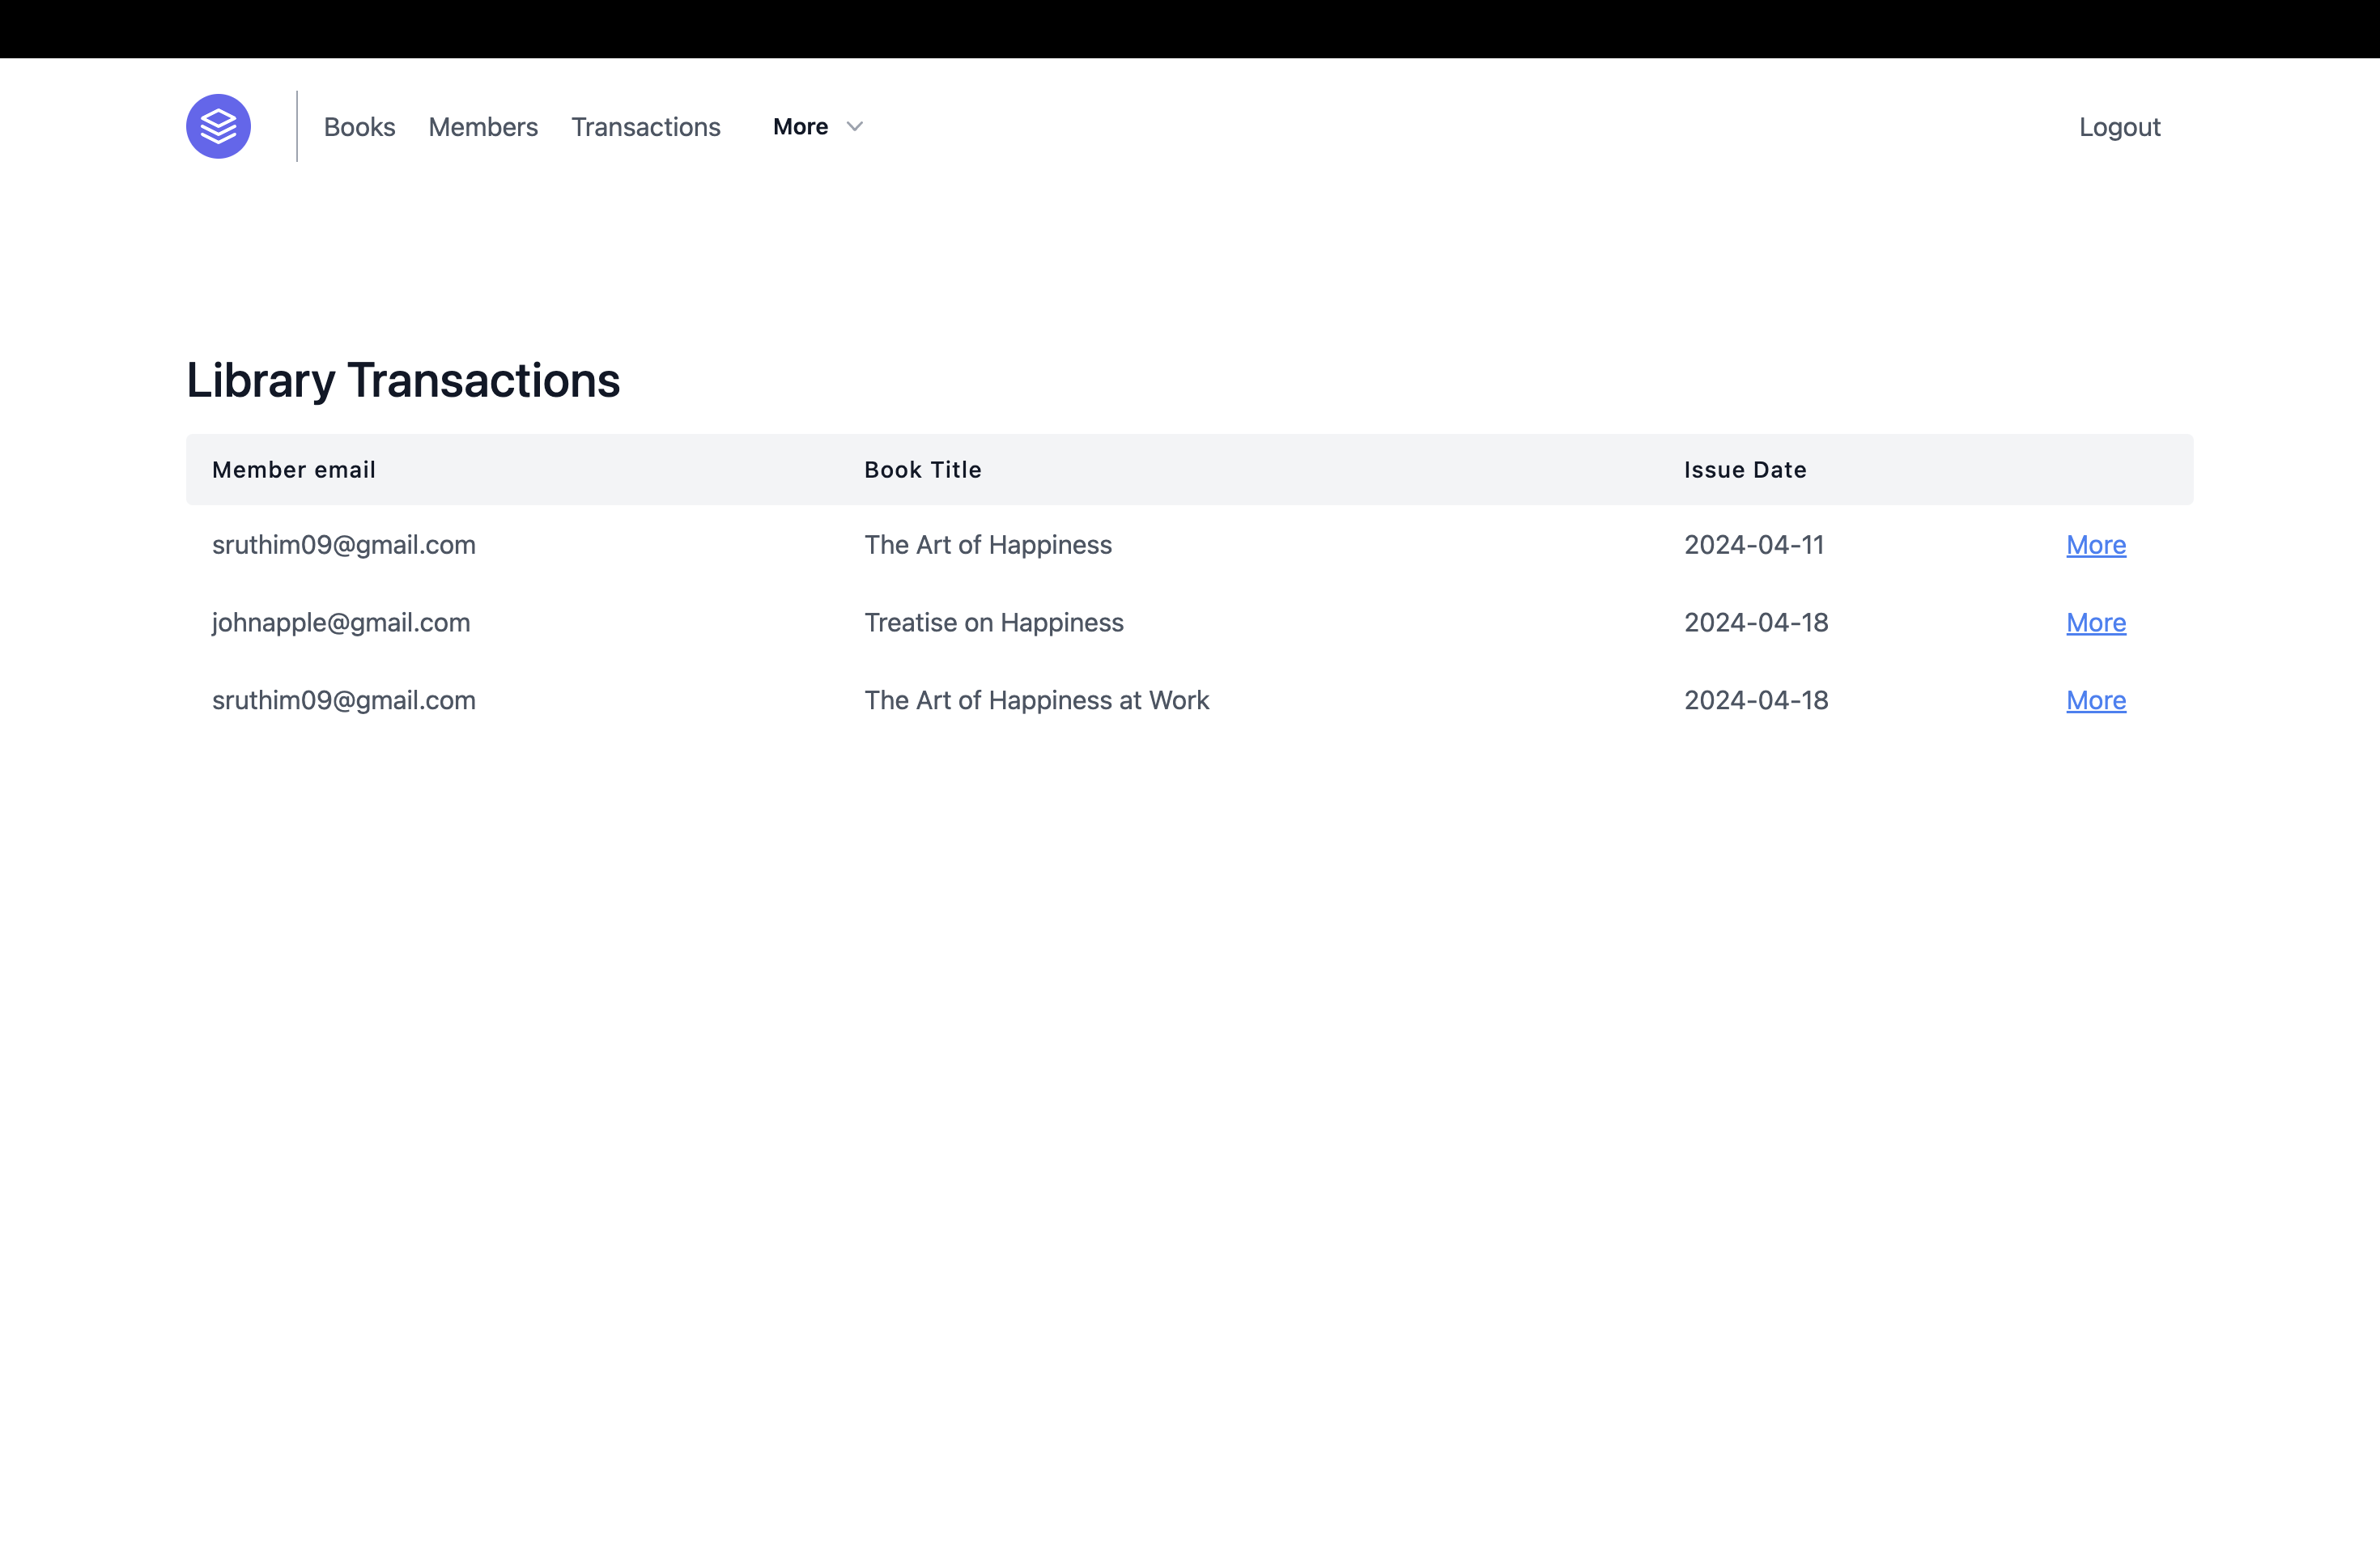 Books Members Transactions More Logout
Library Transactions
Member email Book Title Issue Date
sruthim09@gmail.com The Art of Happiness 2024-04-11 More
johnapple@gmail.com Treatise on Happiness 2024-04-18 More
sruthim09@gmail.com The Art of Happiness at Work 2024-04-18 More